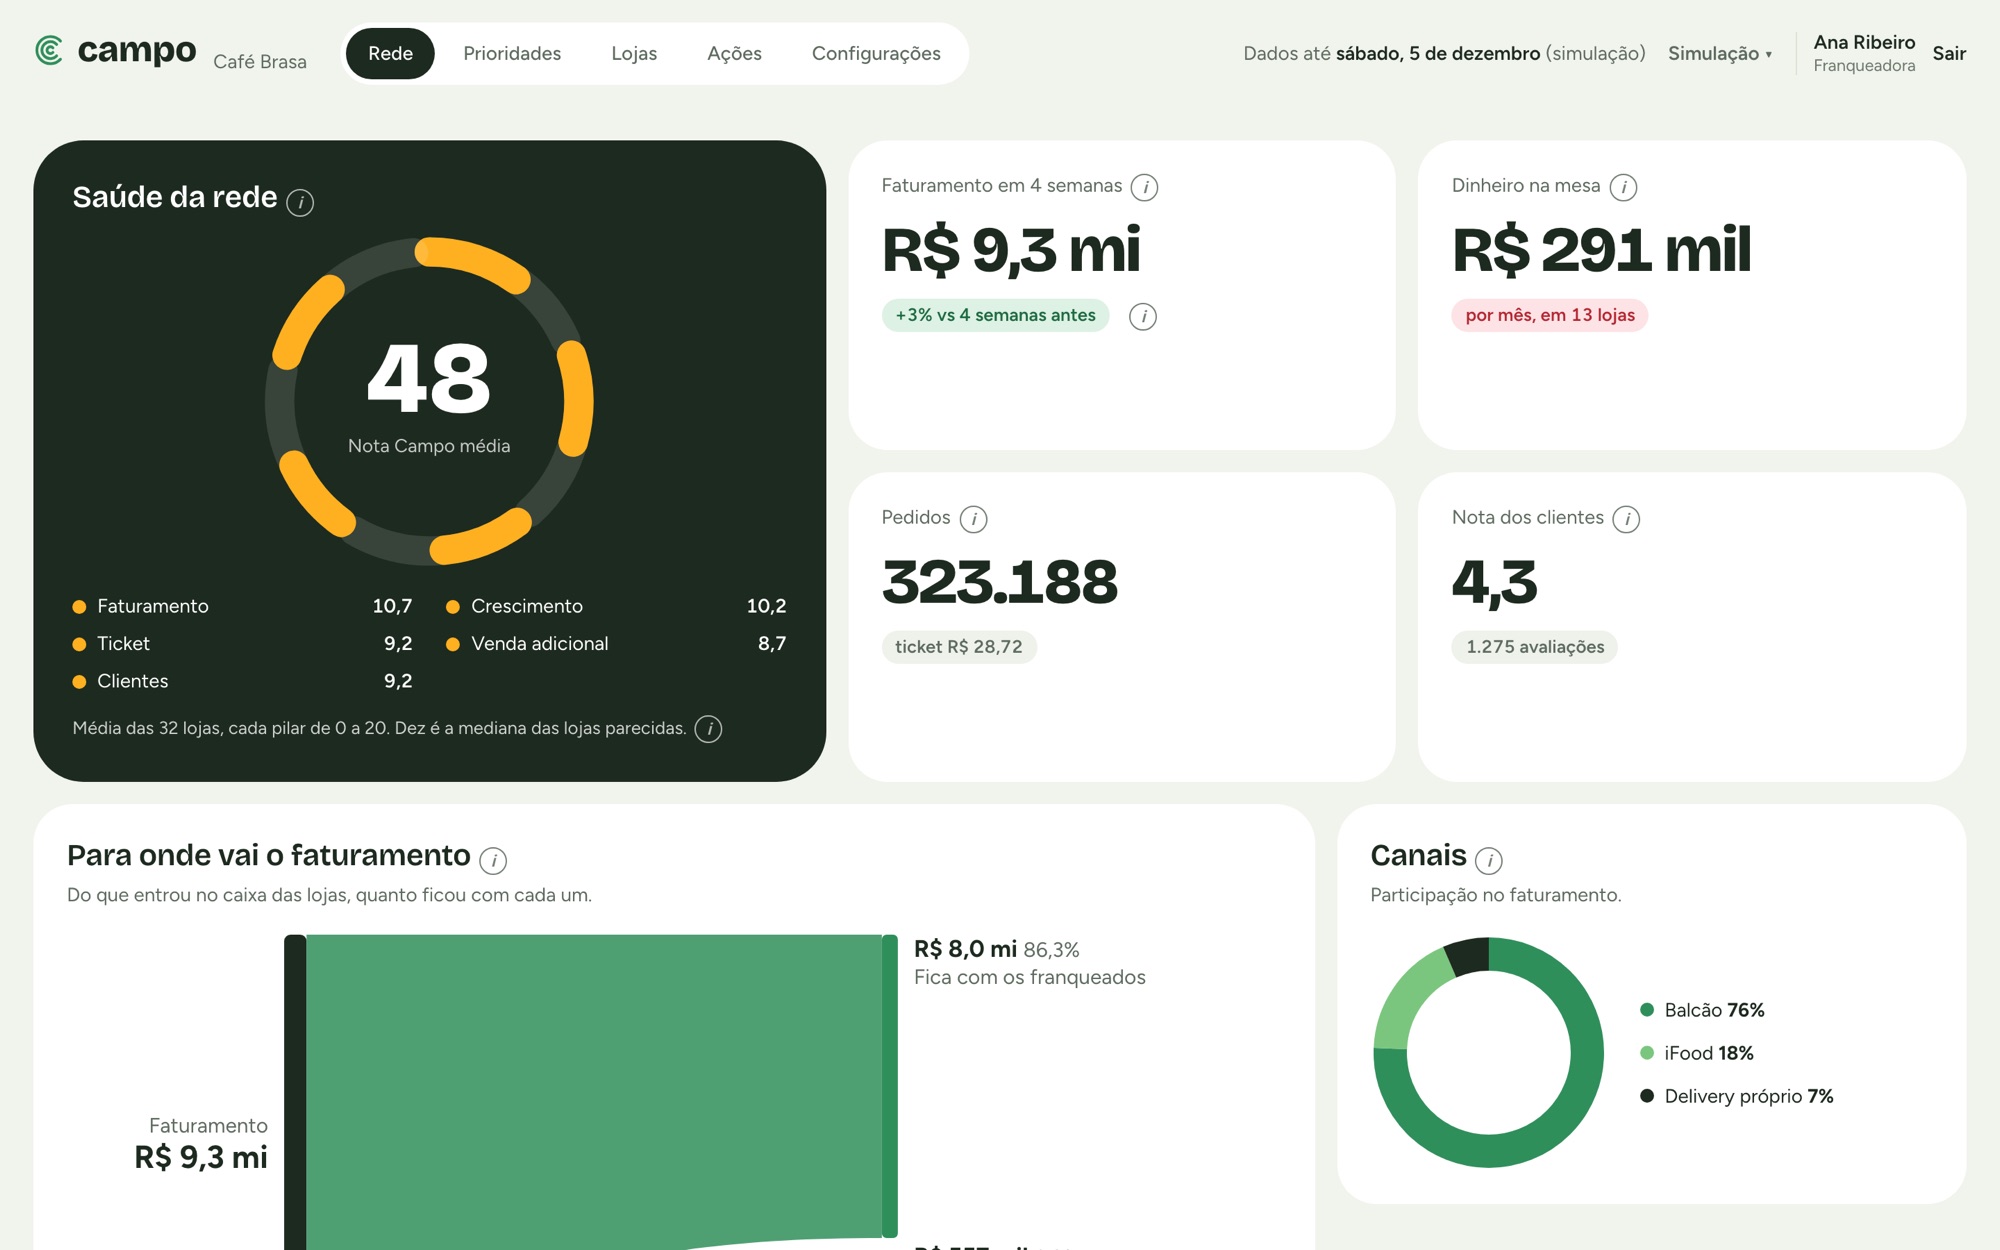 campo
Café Brasa
Rede
Prioridades
Lojas
Ações
Configurações
Dados até sábado, 5 de dezembro (simulação)
Simulação ▾
Ana Ribeiro
Franqueadora
Sair
Saúde da rede i
48
Nota Campo média
Faturamento 10,7
Crescimento 10,2
Ticket 9,2
Venda adicional 8,7
Clientes 9,2
Média das 32 lojas, cada pilar de 0 a 20. Dez é a mediana das lojas parecidas. i
Faturamento em 4 semanas i
R$ 9,3 mi
+3% vs 4 semanas antes i
Dinheiro na mesa i
R$ 291 mil
por mês, em 13 lojas
Pedidos i
323.188
ticket R$ 28,72
Nota dos clientes i
4,3
1.275 avaliações
Para onde vai o faturamento i
Do que entrou no caixa das lojas, quanto ficou com cada um.
Faturamento
R$ 9,3 mi
R$ 8,0 mi 86,3%
Fica com os franqueados
Canais i
Participação no faturamento.
Balcão 76%
iFood 18%
Delivery próprio 7%